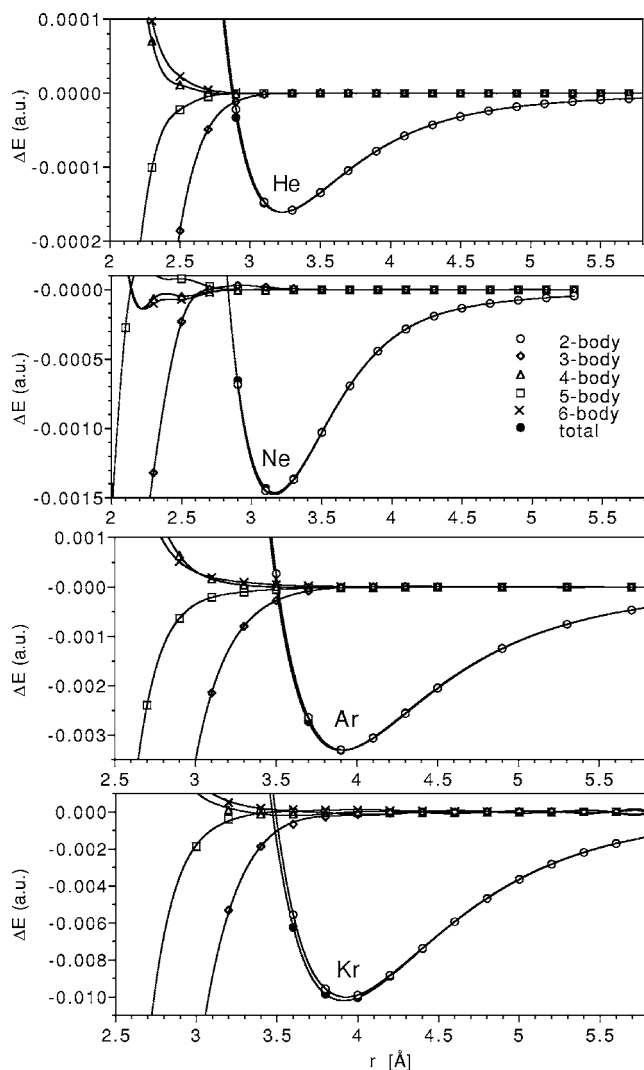 0.0001
0.0000
-0.0001
-0.0002
ΔE (a.u.)
He
2 2.5 3 3.5 4 4.5 5 5.5
-0.0000
-0.0005
-0.0010
-0.0015
ΔE (a.u.)
Ne
2-body
3-body
4-body
5-body
6-body
total
2 2.5 3 3.5 4 4.5 5 5.5
0.001
-0.000
-0.001
-0.002
-0.003
ΔE (a.u.)
Ar
2.5 3 3.5 4 4.5 5 5.5
0.000
-0.002
-0.004
-0.006
-0.008
-0.010
ΔE (a.u.)
Kr
2.5 3 3.5 4 4.5 5 5.5
r [Å]